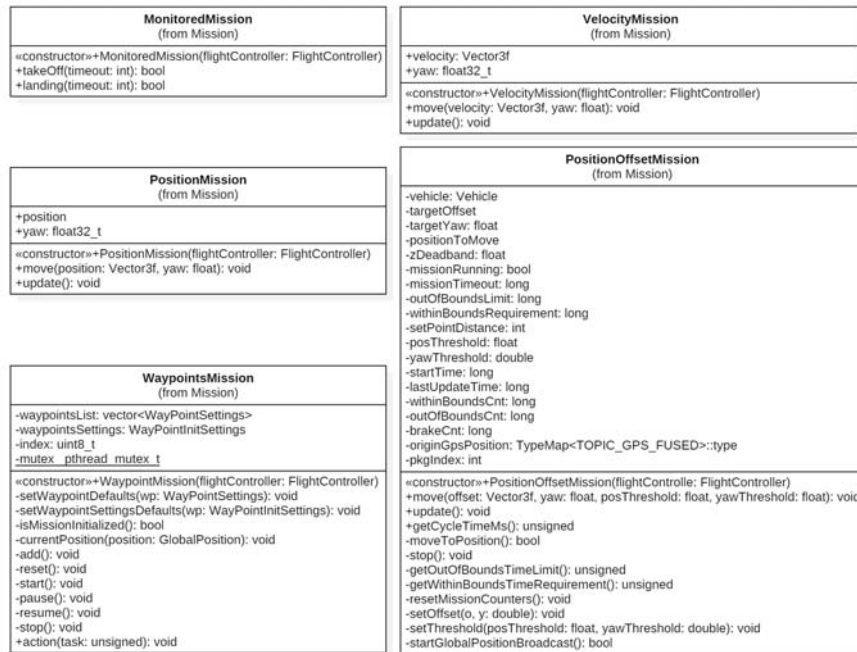 MonitoredMission
(from Mission)
«constructor»+MonitoredMission(flightController: FlightController)
+takeOff(timeout: int): bool
+landing(timeout: int): bool
VelocityMission
(from Mission)
+velocity: Vector3f
+yaw: float32_t
«constructor»+VelocityMission(flightController: FlightController)
+move(velocity: Vector3f, yaw: float): void
+update(): void
PositionMission
(from Mission)
+position
+yaw: float32_t
«constructor»+PositionMission(flightController: FlightController)
+move(position: Vector3f, yaw: float): void
+update(): void
PositionOffsetMission
(from Mission)
-vehicle: Vehicle
-targetOffset
-targetYaw: float
-positionToMove
-zDeadband: float
-missionRunning: bool
-missionTimeout: long
-outOfBoundsLimit: long
-withinBoundsRequirement: long
-setPointDistance: int
-posThreshold: float
-yawThreshold: double
-startTime: long
-lastUpdateTime: long
-withinBoundsCnt: long
-outOfBoundsCnt: long
-brakeCnt: long
-originGpsPosition: TypeMap<TOPIC_GPS_FUSED>::type
-pkgIndex: int
«constructor»+PositionOffsetMission(flightControlle: FlightController)
+move(offset: Vector3f, yaw: float, posThreshold: float, yawThreshold: float): void
+update(): void
+getCycleTimeMs(): unsigned
-moveToPosition(): bool
-stop(): void
-getOutOfBoundsTimeLimit(): unsigned
-getWithinBoundsTimeRequirement(): unsigned
-resetMissionCounters(): void
-setOffset(o, y: double): void
-setThreshold(posThreshold: float, yawThreshold: double): void
-startGlobalPositionBroadcast(): bool
WaypointsMission
(from Mission)
-waypointsList: vector<WayPointSettings>
-waypointsSettings: WayPointInitSettings
-index: uint8_t
-mutex_ pthread_mutex_t
«constructor»+WaypointMission(flightController: FlightController)
-setWaypointDefaults(wp: WayPointSettings): void
-setWaypointSettingsDefaults(wp: WayPointInitSettings): void
-isMissionInitialized(): bool
-currentPosition(position: GlobalPosition): void
-add(): void
-reset(): void
-start(): void
-pause(): void
-resume(): void
-stop(): void
+action(task: unsigned): void